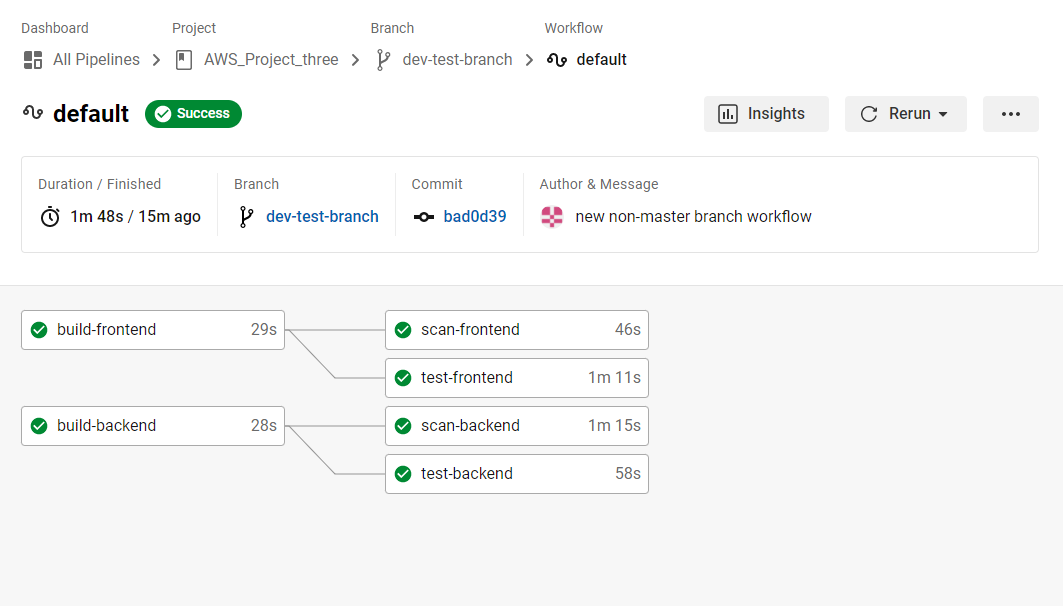 Dashboard Project Branch Workflow
All Pipelines AWS_Project_three dev-test-branch default
default Success Insights Rerun
Duration / Finished Branch Commit Author & Message
1m 48s / 15m ago dev-test-branch bad0d39 new non-master branch workflow
build-frontend 29s scan-frontend 46s
test-frontend 1m 11s
build-backend 28s scan-backend 1m 15s
test-backend 58s